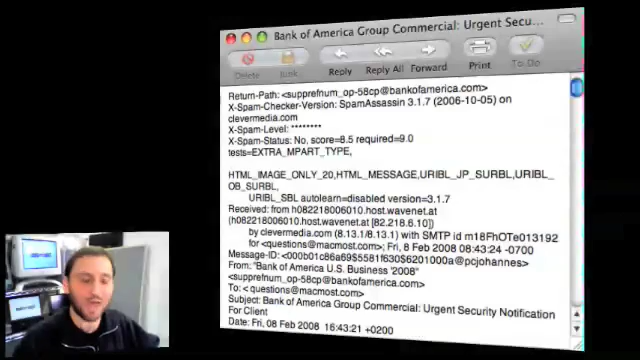 Bank of America Group Commercial: Urgent Secu...
Delete
Junk
Reply
Reply All
Forward
Print
To Do
Return-Path: <supprefnum_op-58cp@bankofamerica.com>
X-Spam-Checker-Version: SpamAssassin 3.1.7 (2006-10-05) on
clevermedia.com
X-Spam-Level: ********
X-Spam-Status: No, score=8.5 required=9.0
tests=EXTRA_MPART_TYPE,
HTML_IMAGE_ONLY_20,HTML_MESSAGE,URIBL_JP_SURBL,URIBL_
OB_SURBL,
URIBL_SBL autolearn=disabled version=3.1.7
Received: from h082218006010.host.wavenet.at
(h082218006010.host.wavenet.at [82.218.6.10])
by clevermedia.com (8.13.1/8.13.1) with SMTP id m18FhOTe013192
for <questions@macmost.com>; Fri, 8 Feb 2008 08:43:24 -0700
Message-ID: <000b01c86a69$5581f630$6201000a@pcjohannes>
From: "Bank of America U.S. Business '2008"
<supprefnum_op-58cp@bankofamerica.com>
To: < questions@macmost.com>
Subject: Bank of America Group Commercial: Urgent Security Notification
For Client
Date: Fri, 08 Feb 2008 16:43:21 +0200